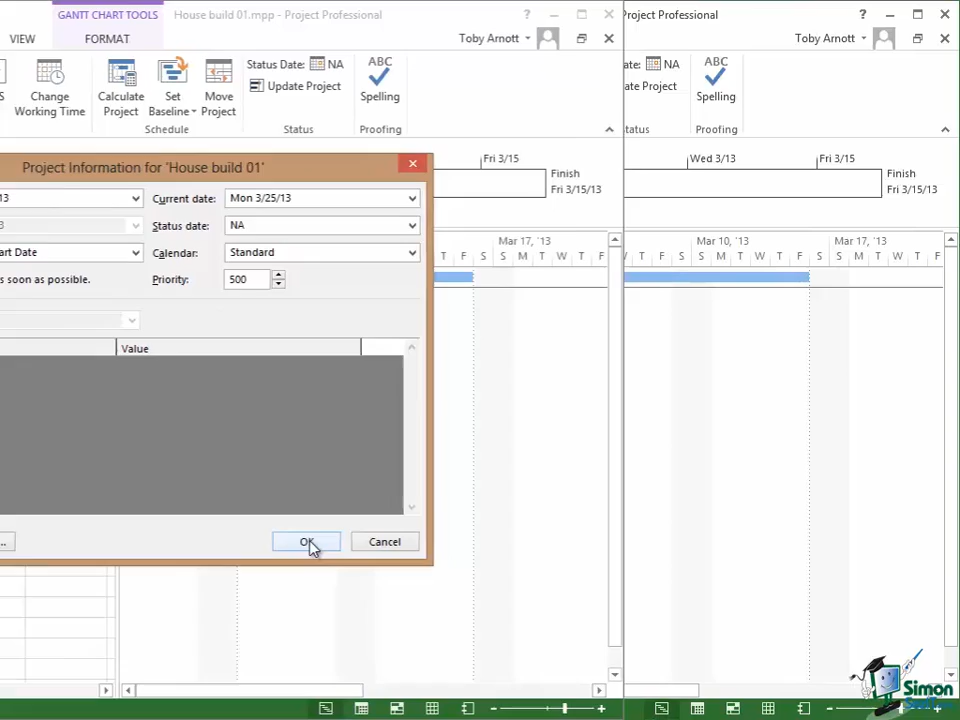 GANTT CHART TOOLS House build 01.mpp - Project Professional ?
VIEW FORMAT Toby Arnott
S Change Working Time
Calculate Project
Set Baseline
Move Project
Schedule
Status Date: NA
Update Project
Status
ABC
Spelling
Proofing
Project Information for 'House build 01'
13 Current date: Mon 3/25/13
3 Status date: NA
art Date Calendar: Standard
s soon as possible. Priority: 500
Value
... OK Cancel
Fri 3/15
Finish
Fri 3/15/13
Mar 17, '13
T F S S M T W T F
Project Professional ?
Toby Arnott
ate: NA
ate Project
tatus
ABC
Spelling
Proofing
Wed 3/13 Fri 3/15
Finish
Fri 3/15/13
Mar 10, '13 Mar 17, '13
T F S S M T W T F S S M T W T F
Simon